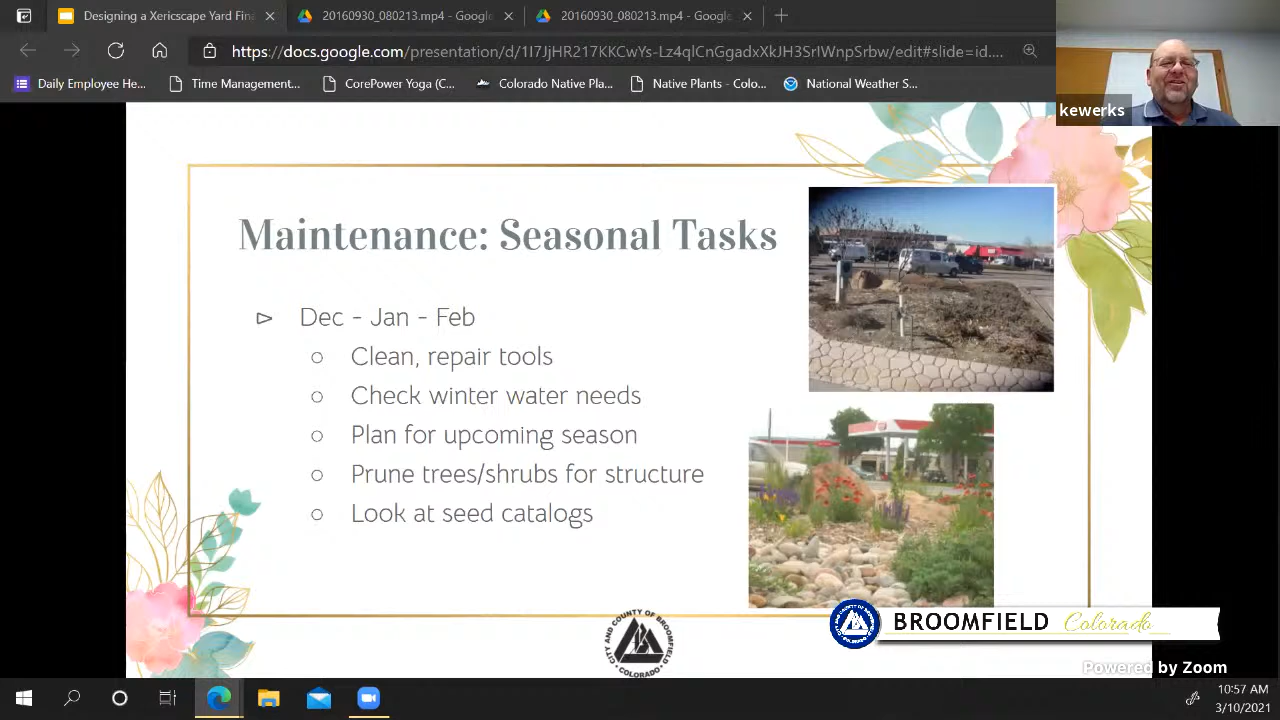 Designing a Xericscape Yard Fin
20160930_080213.mp4 - Google
20160930_080213.mp4 - Google
https://docs.google.com/presentation/d/1I7JjHR217KKCwYs-Lz4qlCnGgadxXkJH3SrIWnpSrbw/edit#slide=id....
Daily Employee He...
Time Management...
CorePower Yoga (C...
Colorado Native Pla...
Native Plants - Colo...
National Weather S...
kewerks
Maintenance: Seasonal Tasks
Dec - Jan - Feb
Clean, repair tools
Check winter water needs
Plan for upcoming season
Prune trees/shrubs for structure
Look at seed catalogs
CITY AND COUNTY OF BROOMFIELD
COLORADO
BROOMFIELD Colorado
Powered by Zoom
10:57 AM
3/10/2021